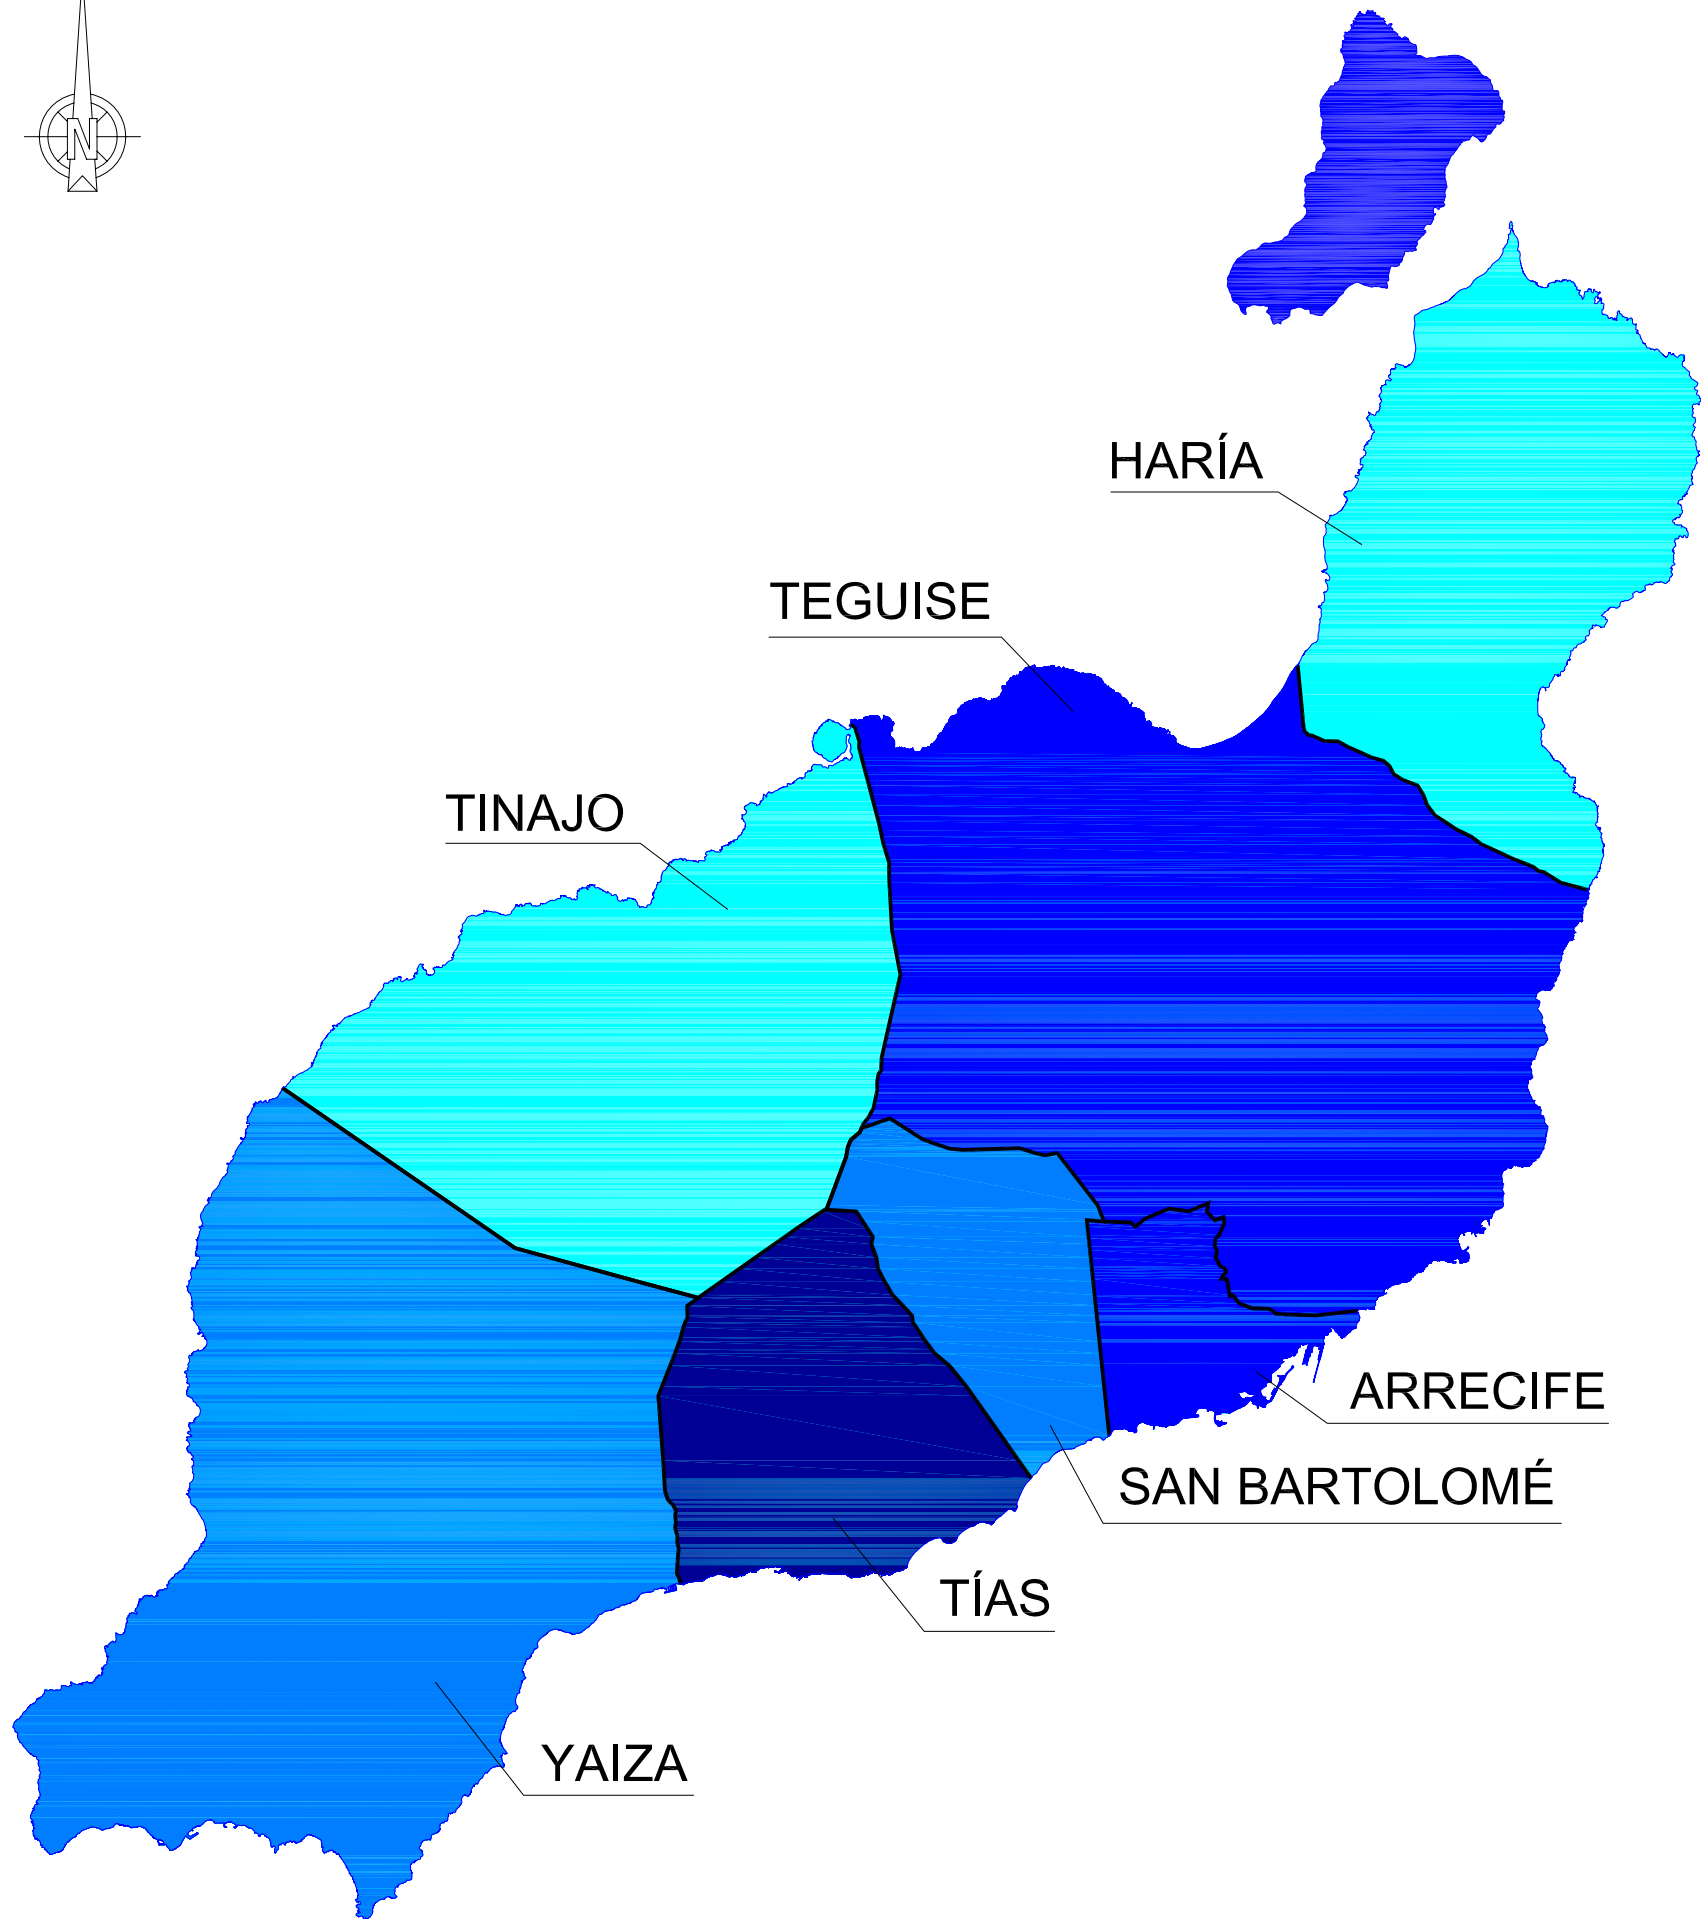 N
HARÍA
TEGUISE
TINAJO
ARRECIFE
SAN BARTOLOMÉ
TÍAS
YAIZA